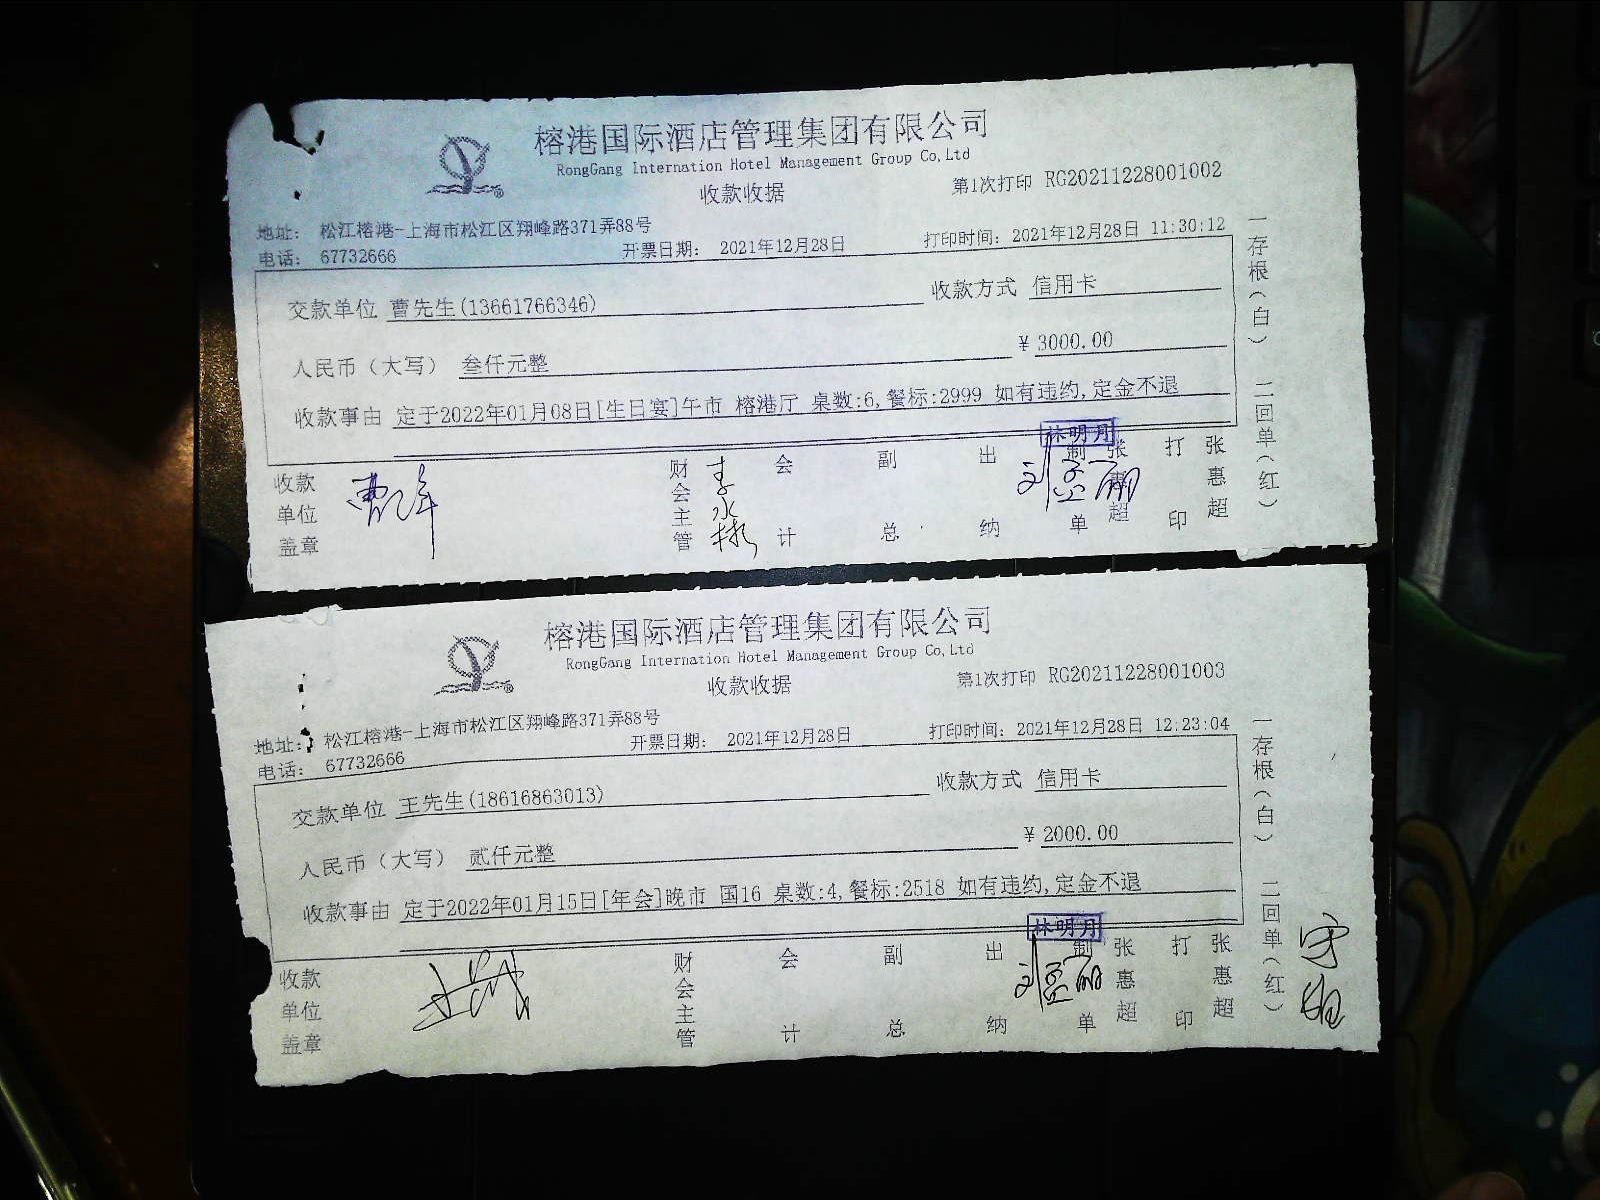 榕港国际酒店管理集团有限公司
RongGang Internation Hotel Management Group Co,Ltd
收款收据
第1次打印 RG20211228001002
地址: 松江榕港-上海市松江区翔峰路371弄88号
电话: 67732666
开票日期: 2021年12月28日
打印时间: 2021年12月28日 11:30:12
交款单位 曹先生(13661766346)
收款方式 信用卡
人民币(大写) 叁仟元整
¥ 3000.00
收款事由 定于2022年01月08日[生日宴]午市 榕港厅 桌数:6,餐标:2999 如有违约,定金不退
收款单位盖章
财会主管
李永彬
会计
副总
出纳
林明月
制单
张惠超
打印
张惠超
一存根(白) 二回单(红)
榕港国际酒店管理集团有限公司
RongGang Internation Hotel Management Group Co,Ltd
收款收据
第1次打印 RG20211228001003
地址: 松江榕港-上海市松江区翔峰路371弄88号
电话: 67732666
开票日期: 2021年12月28日
打印时间: 2021年12月28日 12:23:04
交款单位 王先生(18616863013)
收款方式 信用卡
人民币(大写) 贰仟元整
¥ 2000.00
收款事由 定于2022年01月15日[年会]晚市 国16 桌数:4,餐标:2518 如有违约,定金不退
收款单位盖章
财会主管
会计
副总
出纳
林明月
制单
张惠超
打印
张惠超
一存根(白) 二回单(红)